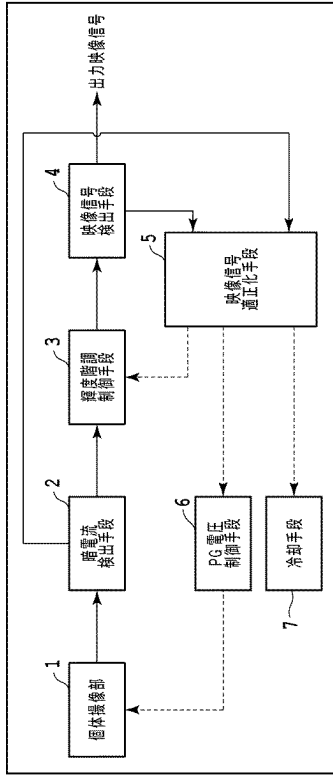 1
個体撮像部
2
暗電流
検出手段
3
輝度階調
制御手段
4
映像信号
検出手段
出力映像信号
5
映像信号
適正化手段
6
PG電圧
制御手段
7
冷却手段